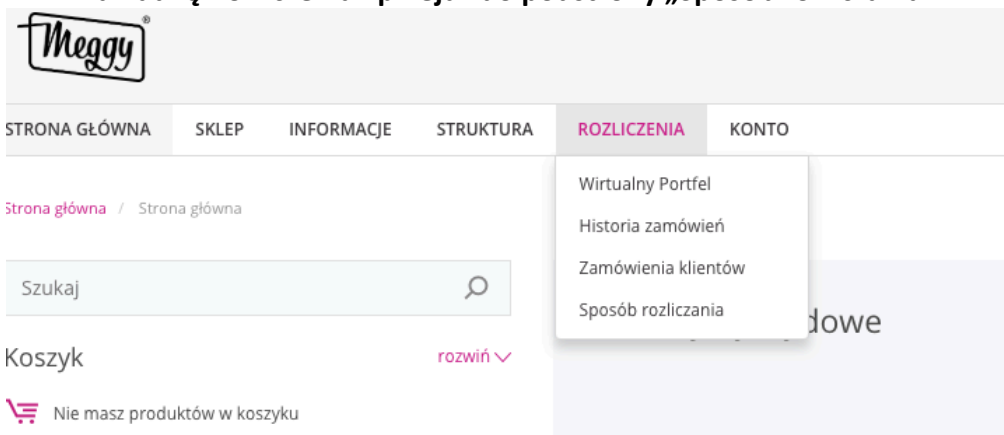 Meggy®
STRONA GŁÓWNA SKLEP INFORMACJE STRUKTURA ROZLICZENIA KONTO
Wirtualny Portfel
Strona główna / Strona główna
Historia zamówień
Zamówienia klientów
Szukaj
Sposób rozliczania
Koszyk rozwiń
Nie masz produktów w koszyku